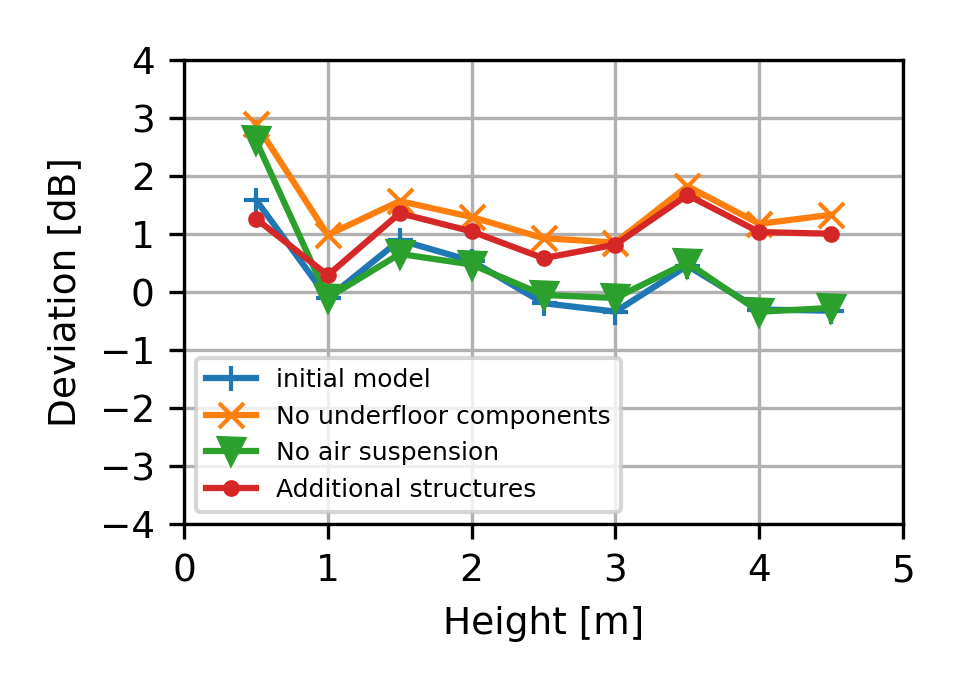 4
3
2
1
0
−1
−2
−3
−4
Deviation [dB]
initial model
No underfloor components
No air suspension
Additional structures
0 1 2 3 4 5
Height [m]